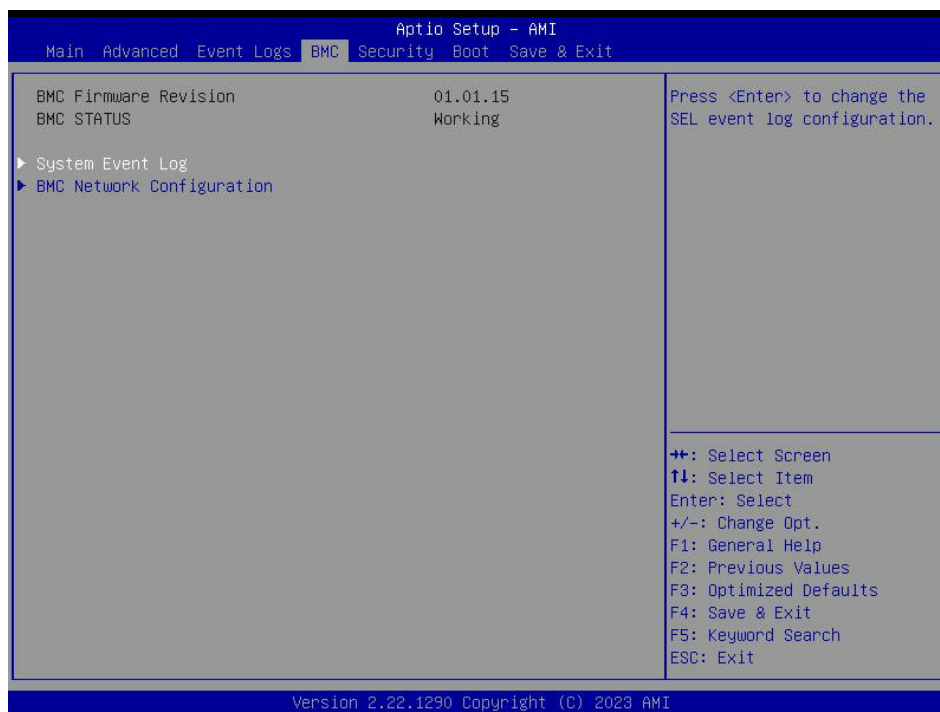 Aptio Setup - AMI
Main Advanced Event Logs BMC Security Boot Save & Exit
BMC Firmware Revision 01.01.15
BMC STATUS Working
System Event Log
BMC Network Configuration
Press <Enter> to change the
SEL event log configuration.
→←: Select Screen
↑↓: Select Item
Enter: Select
+/-: Change Opt.
F1: General Help
F2: Previous Values
F3: Optimized Defaults
F4: Save & Exit
F5: Keyword Search
ESC: Exit
Version 2.22.1290 Copyright (C) 2023 AMI